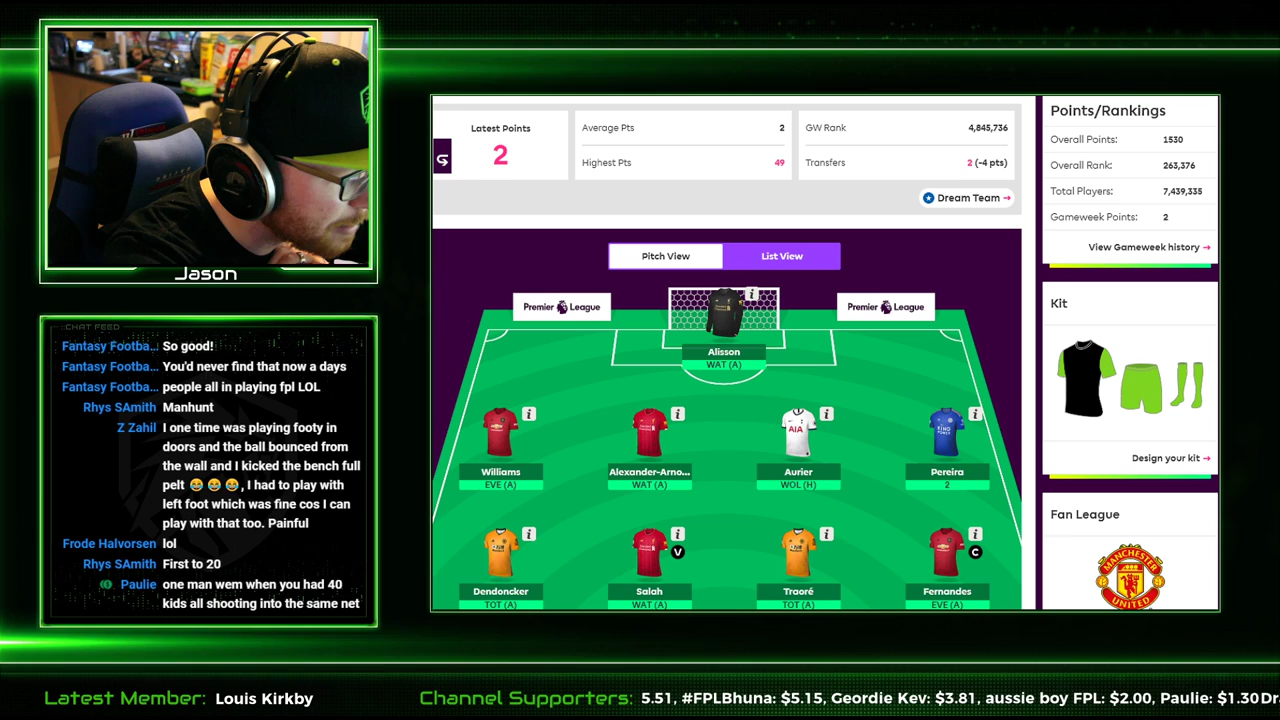 Jason
CHAT FEED
Fantasy Footba... So good!
Fantasy Footba... You'd never find that now a days
Fantasy Footba... people all in playing fpl LOL
Rhys SAmith Manhunt
Z Zahil I one time was playing footy in
doors and the ball bounced from
the wall and I kicked the bench full
pelt 😂 😂 😂, I had to play with
left foot which was fine cos I can
play with that too. Painful
Frode Halvorsen lol
Rhys SAmith First to 20
Paulie one man wem when you had 40
kids all shooting into the same net
Latest Points
2
Average Pts 2
Highest Pts 49
GW Rank 4,845,736
Transfers 2 (-4 pts)
Dream Team →
Pitch View List View
Premier League Premier League
Alisson
WAT (A)
AIA
KING POWER
Williams Alexander-Arno... Aurier Pereira
EVE (A) WAT (A) WOL (H) 2
V C
Dendoncker Salah Traoré Fernandes
TOT (A) WAT (A) TOT (A) EVE (A)
Points/Rankings
Overall Points: 1530
Overall Rank: 263,376
Total Players: 7,439,335
Gameweek Points: 2
View Gameweek history →
Kit
Design your kit →
Fan League
MANCHESTER
UNITED
Latest Member: Louis Kirkby
Channel Supporters: 5.51, #FPLBhuna: $5.15, Geordie Kev: $3.81, aussie boy FPL: $2.00, Paulie: $1.30Dr